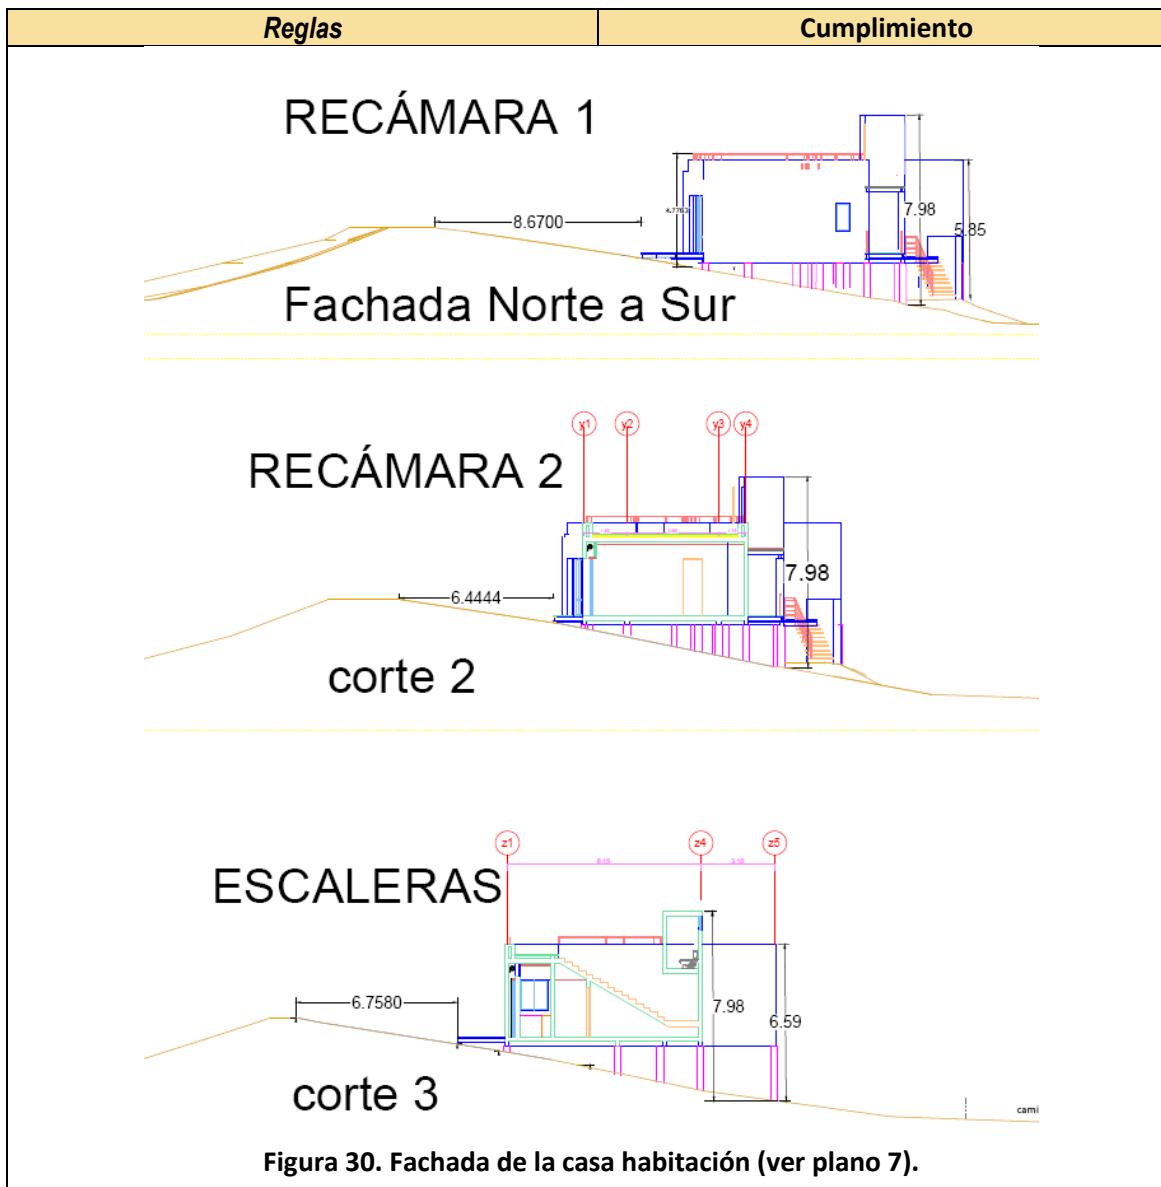 Reglas
Cumplimiento
RECÁMARA 1
8.6700
7.98
5.85
Fachada Norte a Sur
y1 y2 y3 y4
RECÁMARA 2
6.4444
7.98
corte 2
z1 z4 z5
ESCALERAS
6.7580
7.98
6.59
corte 3
cami
Figura 30. Fachada de la casa habitación (ver plano 7).